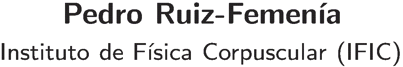 Pedro Ruiz-Femenía
Instituto de Física Corpuscular (IFIC)